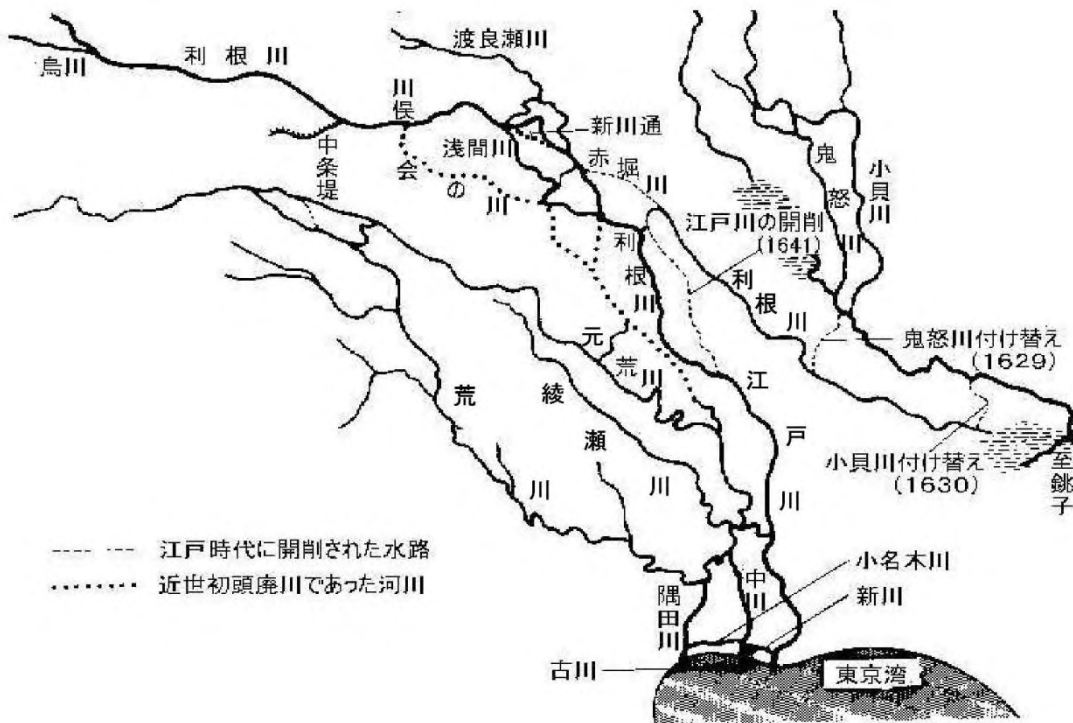 烏川
利根川
渡良瀬川
川俣
中条堤
会の川
浅間川
新川通
赤堀川
江戸川の開削
(1641)
鬼怒川
小貝川
利根川
利根川
鬼怒川付け替え
(1629)
小貝川付け替え
(1630)
至銚子
元荒川
綾瀬川
荒川
江戸川
江戸時代に開削された水路
近世初頭廃川であった河川
小名木川
新川
中川
隅田川
古川
東京湾